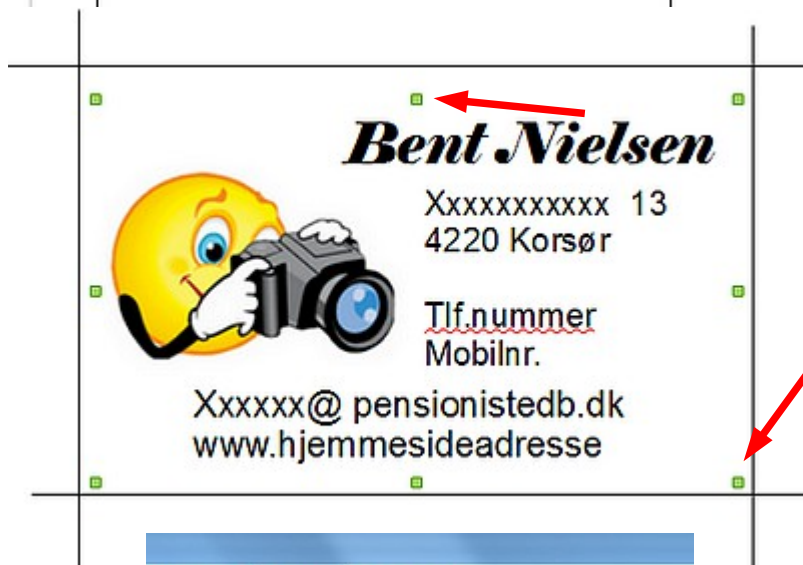 Bent Nielsen
Xxxxxxxxxxx 13
4220 Korsør
Tlf.nummer
Mobilnr.
Xxxxxx@ pensionistedb.dk
www.hjemmesideadresse